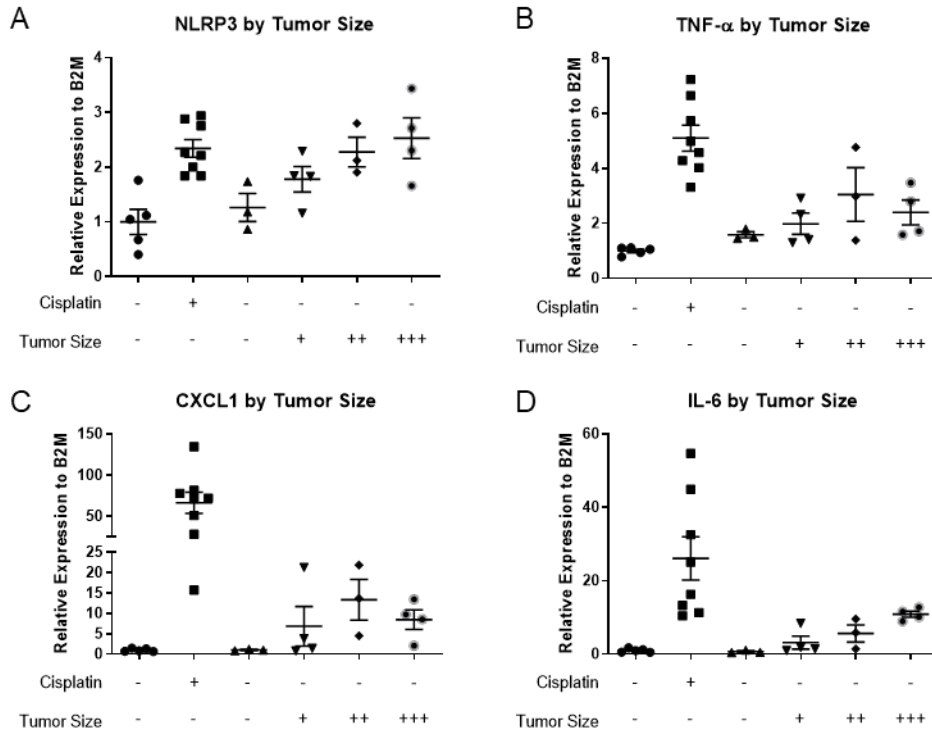 A
NLRP3 by Tumor Size
Relative Expression to B2M
4
3
2
1
0
Cisplatin - + - - - -
Tumor Size - - - + ++ +++
B
TNF-α by Tumor Size
Relative Expression to B2M
8
6
4
2
0
Cisplatin - + - - - -
Tumor Size - - - + ++ +++
C
CXCL1 by Tumor Size
Relative Expression to B2M
150
100
50
25
20
15
10
5
0
Cisplatin - + - - - -
Tumor Size - - - + ++ +++
D
IL-6 by Tumor Size
Relative Expression to B2M
60
40
20
0
Cisplatin - + - - - -
Tumor Size - - - + ++ +++